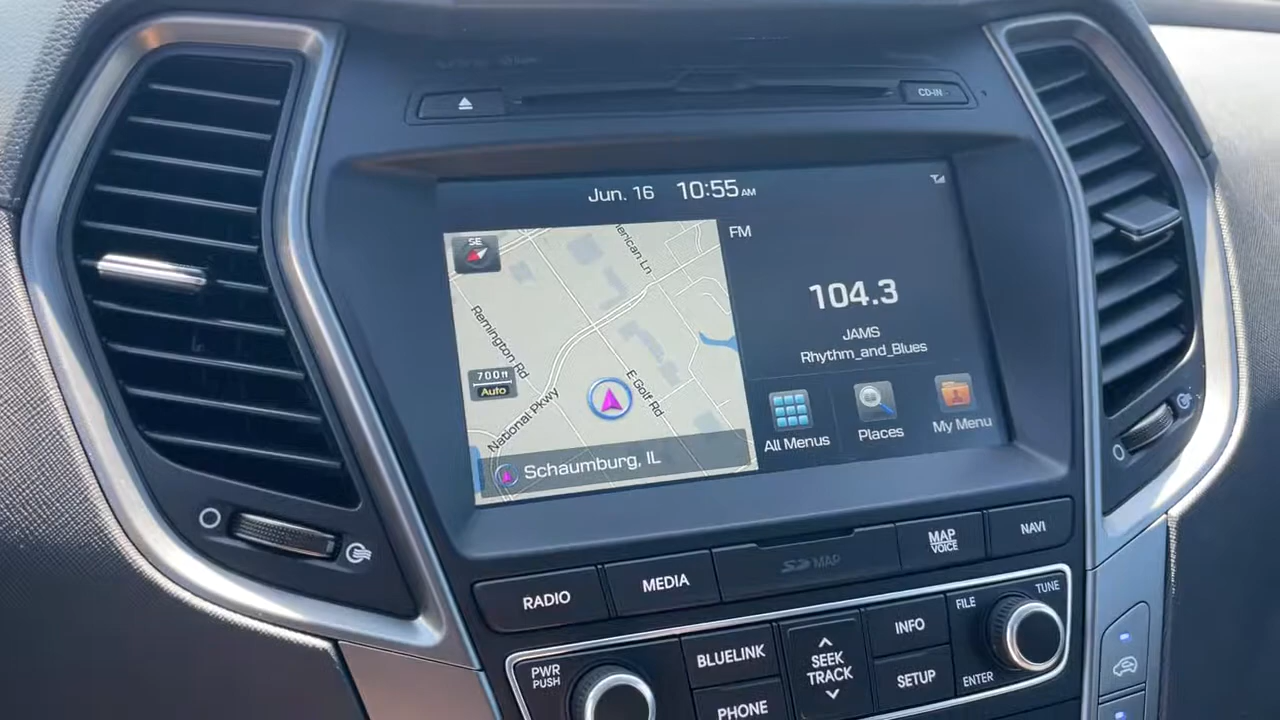 CD-IN
Jun. 16 10:55 AM
SE
erican Ln
FM
104.3
JAMS
Rhythm_and_Blues
Remington Rd
700ft
Auto
E Golf Rd
National Pkwy
Schaumburg, IL
All Menus
Places
My Menu
RADIO
MEDIA
SD MAP
MAP
VOICE
NAVI
PWR
PUSH
BLUELINK
PHONE
SEEK
TRACK
INFO
SETUP
FILE
TUNE
ENTER